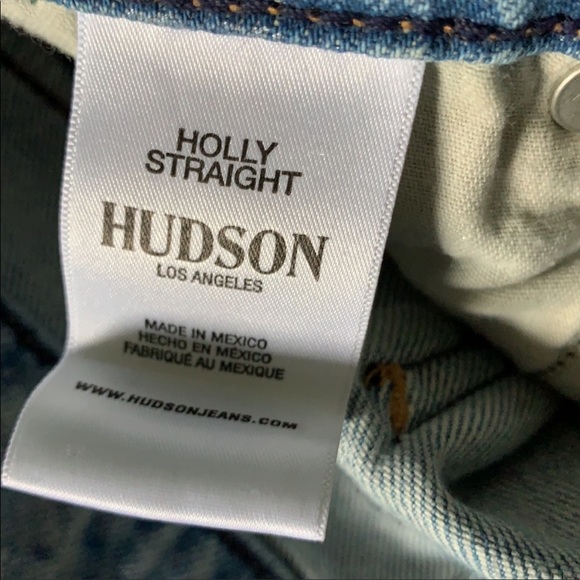 HOLLY
STRAIGHT
HUDSON
LOS ANGELES
MADE IN MEXICO
HECHO EN MÉXICO
FABRIQUÉ AU MEXIQUE
WWW.HUDSONJEANS.COM